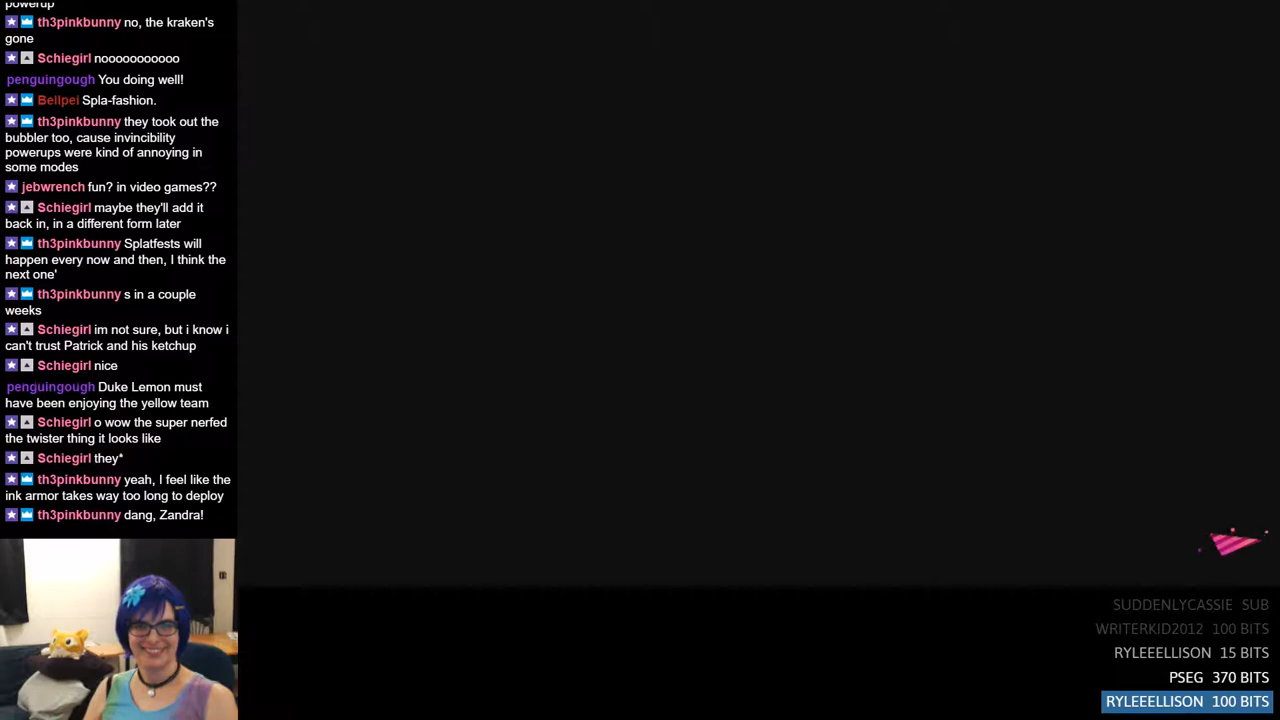 powerup
th3pinkbunny no, the kraken's
gone
Schiegirl nooooooooooo
penguingough You doing well!
Bellpei Spla-fashion.
th3pinkbunny they took out the
bubbler too, cause invincibility
powerups were kind of annoying in
some modes
jebwrench fun? in video games??
Schiegirl maybe they'll add it
back in, in a different form later
th3pinkbunny Splatfests will
happen every now and then, I think the
next one'
th3pinkbunny s in a couple
weeks
Schiegirl im not sure, but i know i
can't trust Patrick and his ketchup
Schiegirl nice
penguingough Duke Lemon must
have been enjoying the yellow team
Schiegirl o wow the super nerfed
the twister thing it looks like
Schiegirl they*
th3pinkbunny yeah, I feel like the
ink armor takes way too long to deploy
th3pinkbunny dang, Zandra!
SUDDENLYCASSIE SUB
WRITERKID2012 100 BITS
RYLEEELLISON 15 BITS
PSEG 370 BITS
RYLEEELLISON 100 BITS